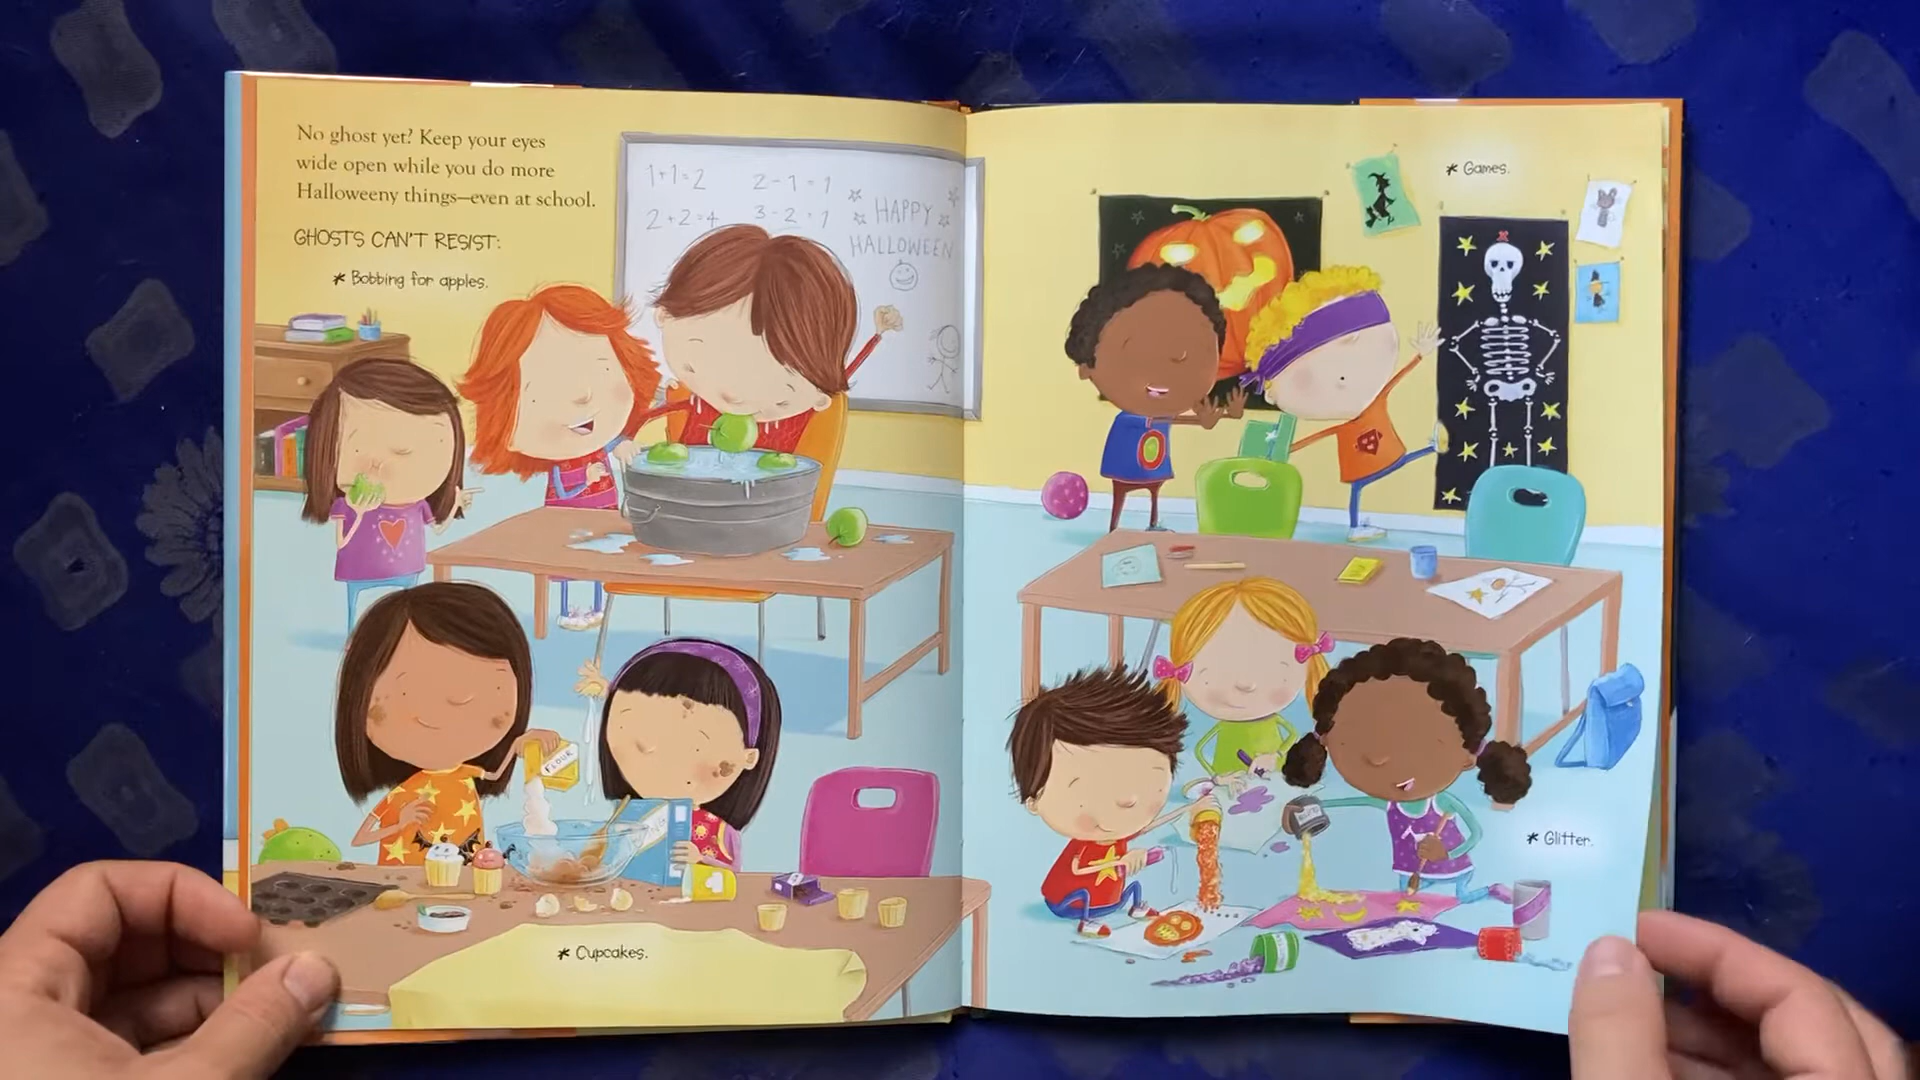 No ghost yet? Keep your eyes
wide open while you do more
Halloweeny things—even at school.
GHOSTS CAN'T RESIST:
* Bobbing for apples.
1+1=2
2-1=1
2+2=4
3-2=1
HAPPY
HALLOWEEN
* Games.
FLOUR
* Cupcakes.
* Glitter.